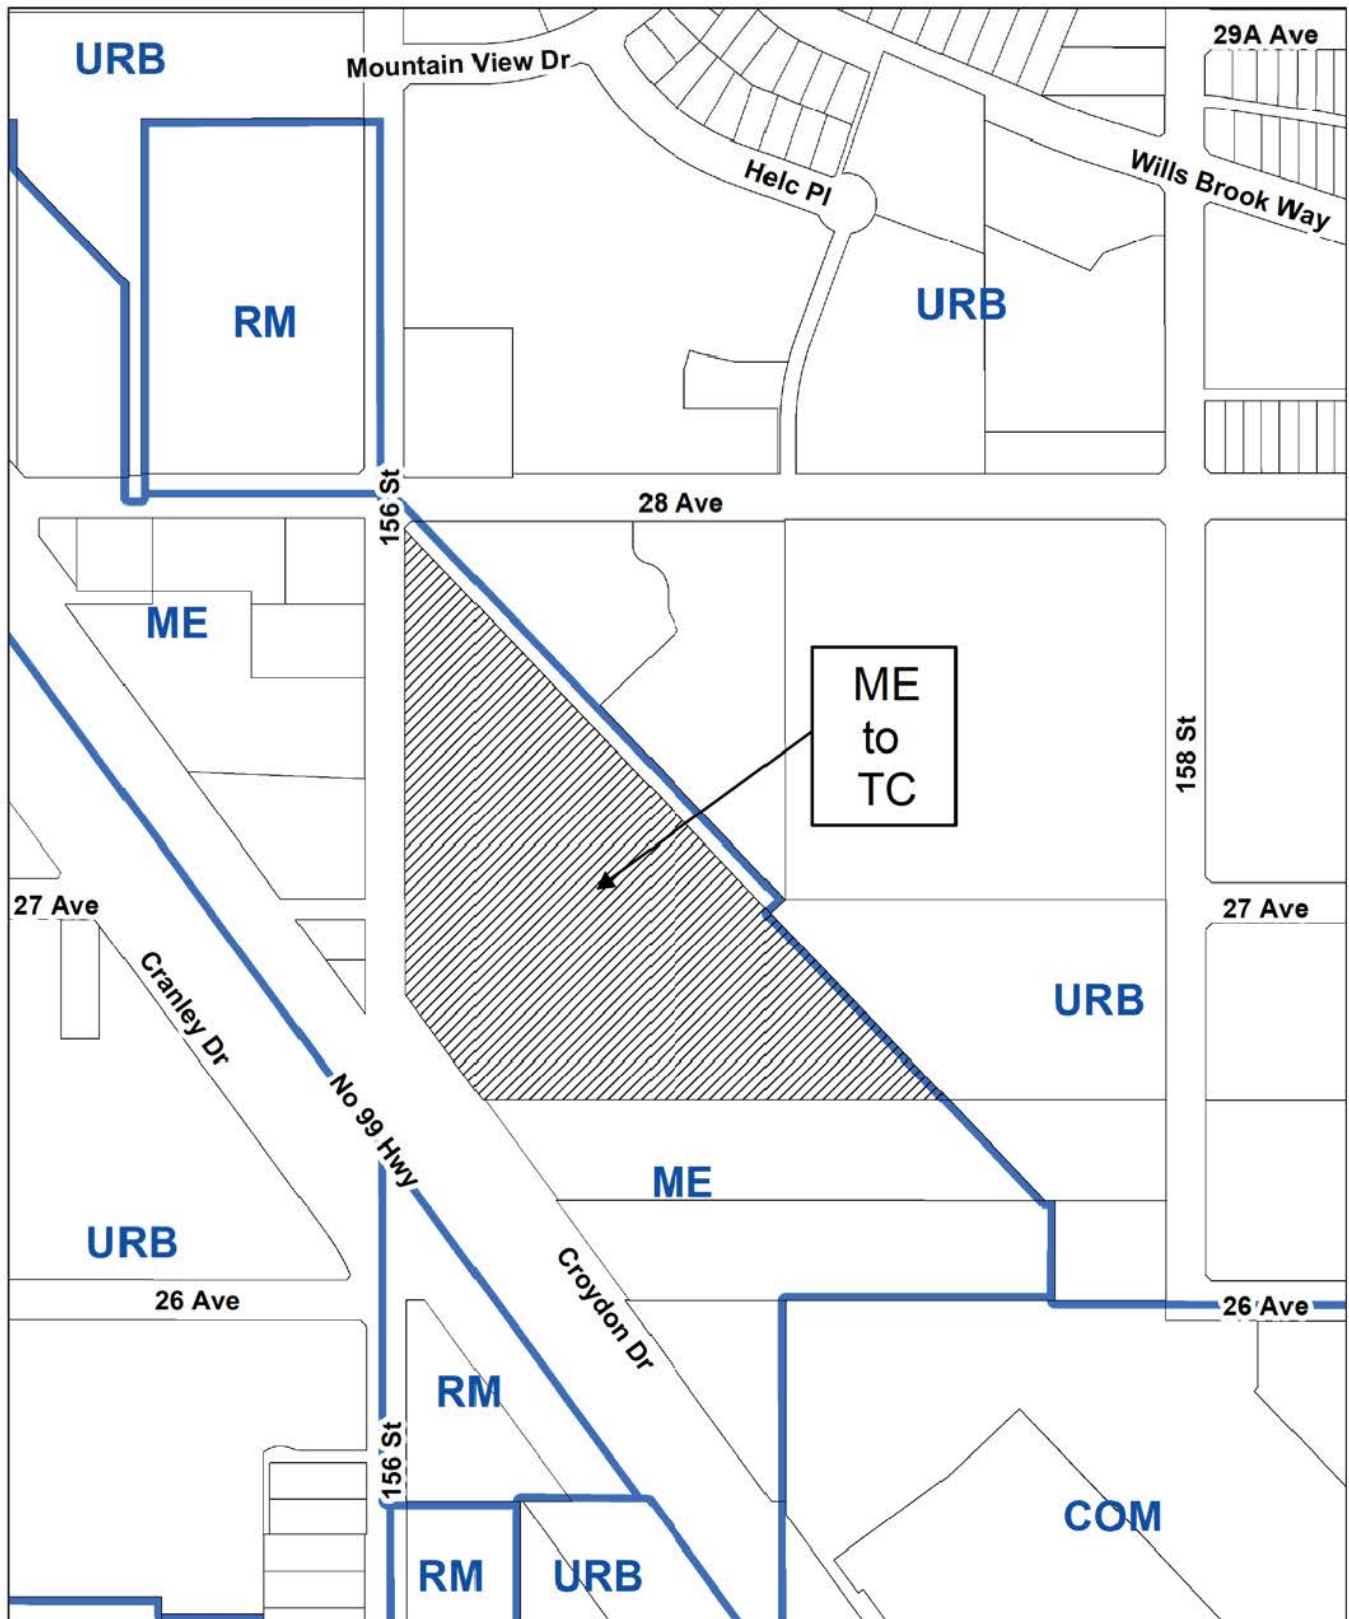 29A Ave
URB
Mountain View Dr
Wills Brook Way
Helc Pl
URB
RM
156 St
28 Ave
ME
ME
to
TC
158 St
27 Ave
27 Ave
Cranley Dr
URB
No 99 Hwy
ME
URB
Croydon Dr
26 Ave
26 Ave
RM
156 St
COM
RM
URB